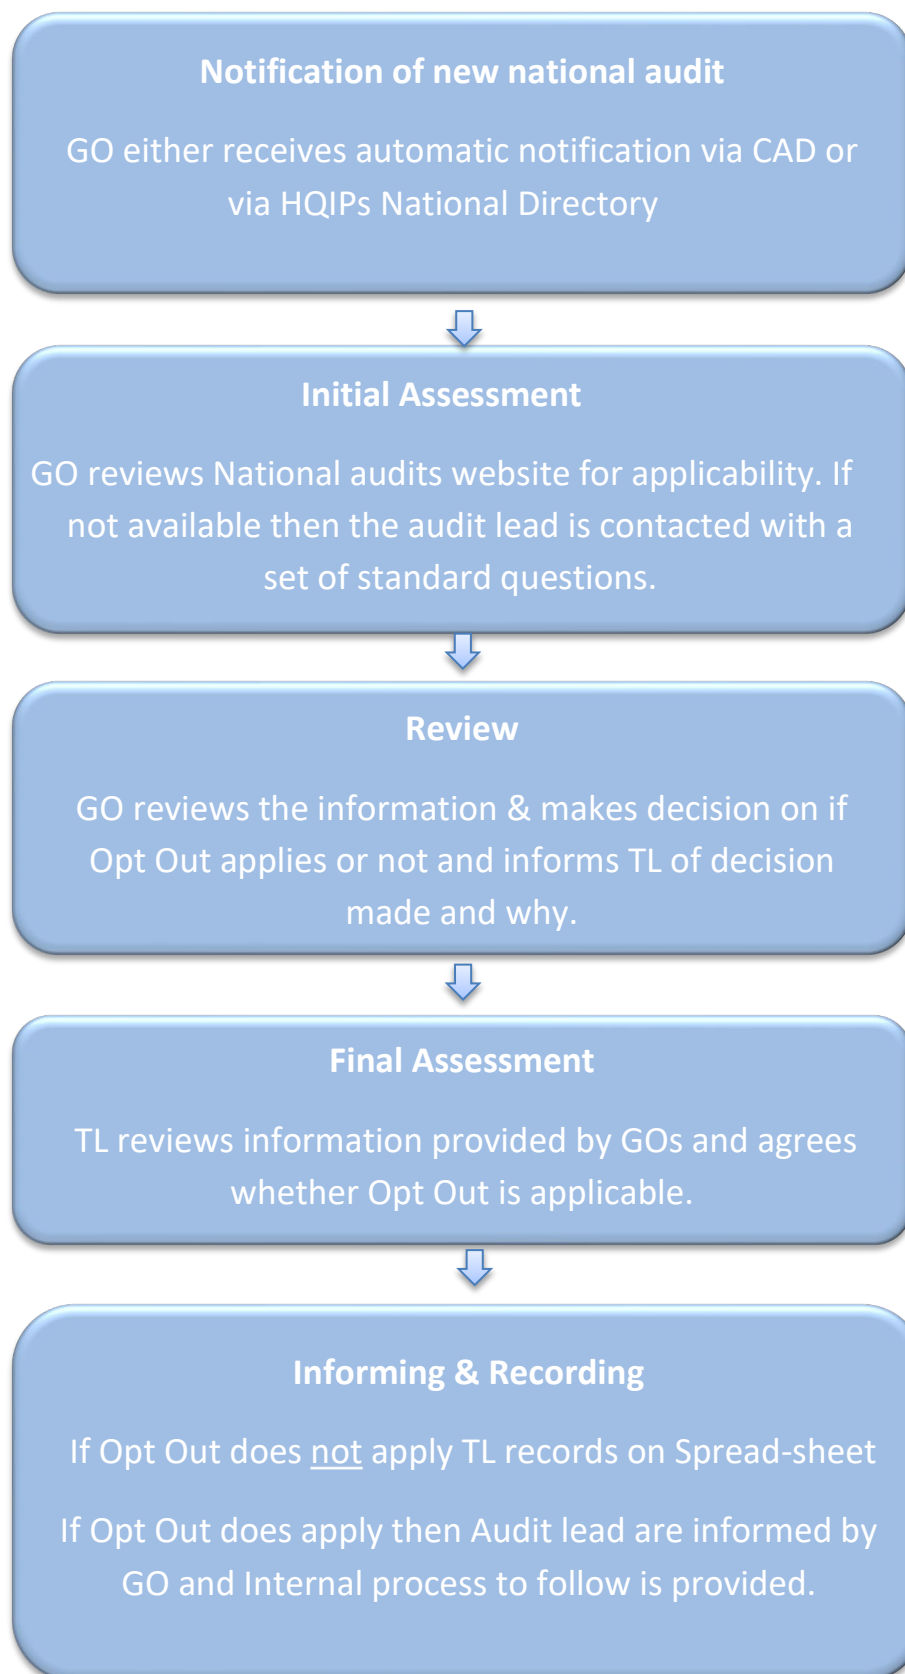 Notification of new national audit
GO either receives automatic notification via CAD or
via HQIPs National Directory
Initial Assessment
GO reviews National audits website for applicability. If
not available then the audit lead is contacted with a
set of standard questions.
Review
GO reviews the information & makes decision on if
Opt Out applies or not and informs TL of decision
made and why.
Final Assessment
TL reviews information provided by GOs and agrees
whether Opt Out is applicable.
Informing & Recording
If Opt Out does not apply TL records on Spread-sheet
If Opt Out does apply then Audit lead are informed by
GO and Internal process to follow is provided.